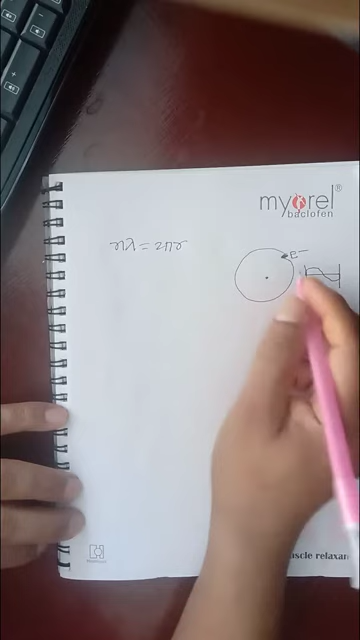 myorel®
baclofen
nλ = 2πr
E⁻
uscle relaxan